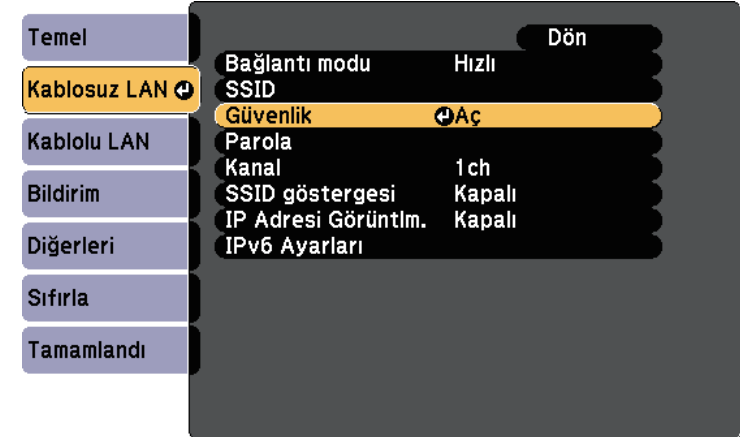 Temel
Kablosuz LAN
Kablolu LAN
Bildirim
Diğerleri
Sıfırla
Tamamlandı
Dön
Bağlantı modu Hızlı
SSID
Güvenlik Aç
Parola
Kanal 1ch
SSID göstergesi Kapalı
IP Adresi Görüntlm. Kapalı
IPv6 Ayarları